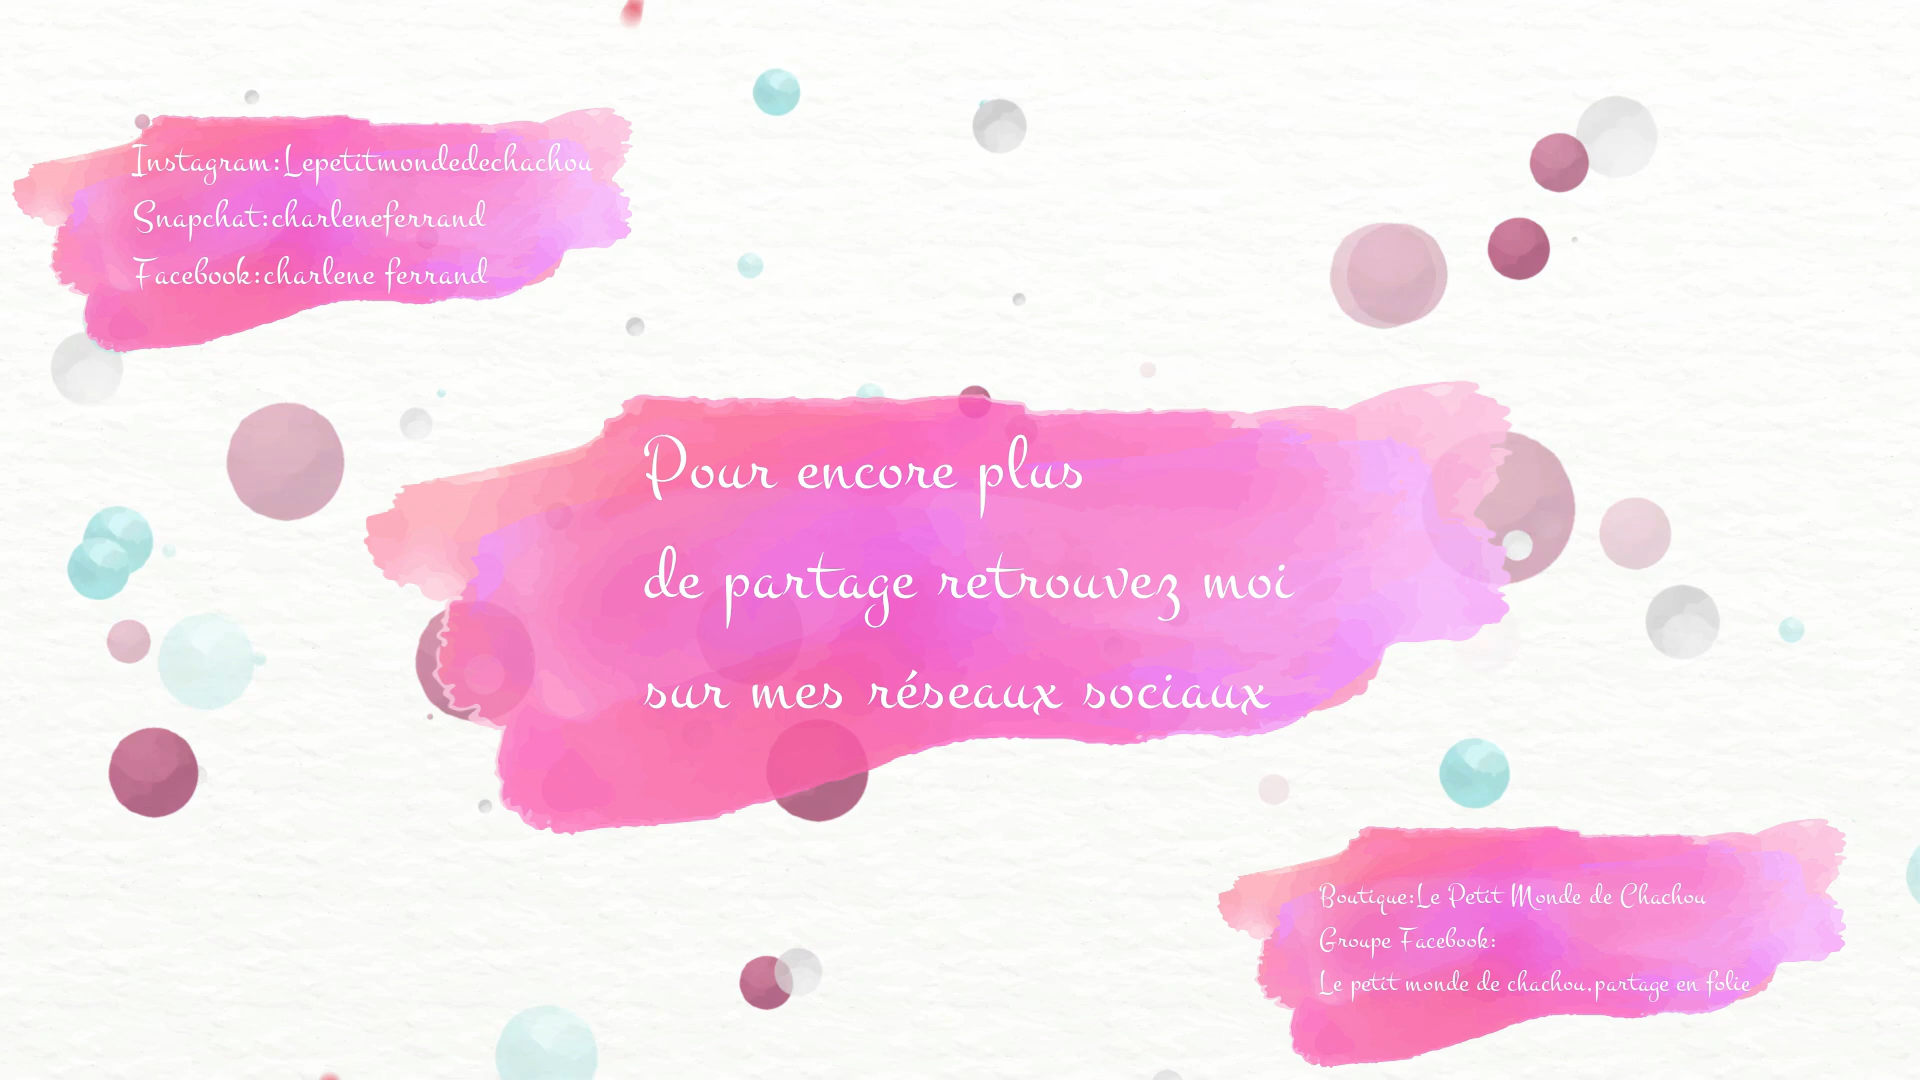 Instagram:Lepetitmondedechachou
Snapchat:charleneferrand
Facebook:charlene ferrand
Pour encore plus
de partage retrouvez moi
sur mes réseaux sociaux
Boutique:Le Petit Monde de Chachou
Groupe Facebook:
Le petit monde de chachou,partage en folie